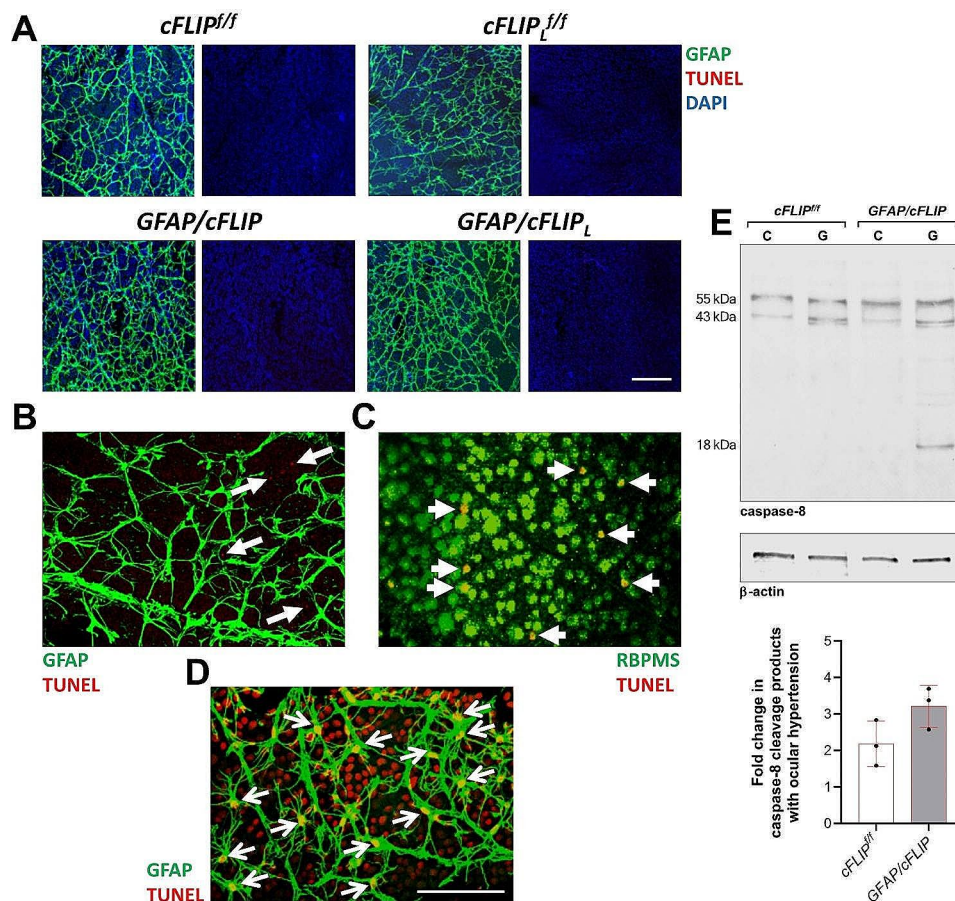 A
cFLIP^f/f
cFLIP_L^f/f
GFAP
TUNEL
DAPI
GFAP/cFLIP
GFAP/cFLIP_L
B
GFAP
TUNEL
C
RBPMS
TUNEL
D
GFAP
TUNEL
E
cFLIP^f/f GFAP/cFLIP
C G C G
55 kDa
43 kDa
18 kDa
caspase-8
β-actin
Fold change in
caspase-8 cleavage products
with ocular hypertension
5
4
3
2
1
0
cFLIP^f/f
GFAP/cFLIP